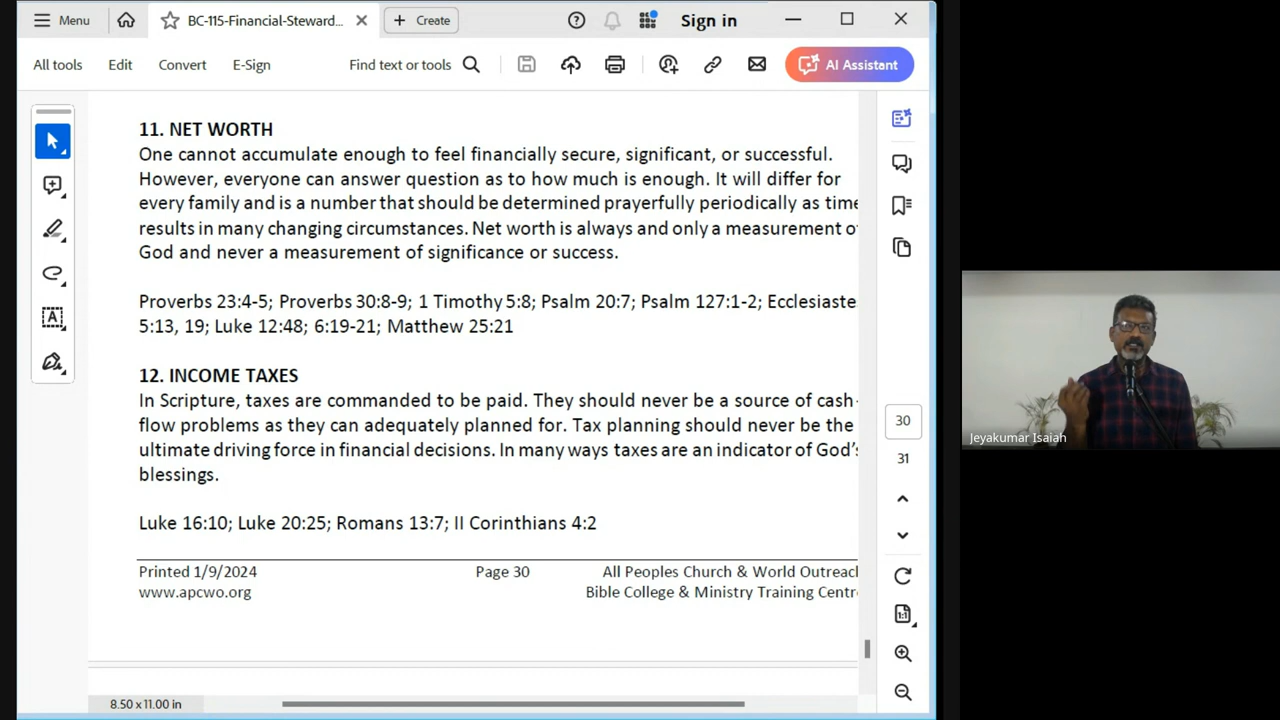 Menu
BC-115-Financial-Steward...
Create
Sign in
All tools
Edit
Convert
E-Sign
Find text or tools
AI Assistant
11. NET WORTH
One cannot accumulate enough to feel financially secure, significant, or successful.
However, everyone can answer question as to how much is enough. It will differ for
every family and is a number that should be determined prayerfully periodically as time
results in many changing circumstances. Net worth is always and only a measurement of
God and never a measurement of significance or success.
Proverbs 23:4-5; Proverbs 30:8-9; 1 Timothy 5:8; Psalm 20:7; Psalm 127:1-2; Ecclesiaste
5:13, 19; Luke 12:48; 6:19-21; Matthew 25:21
12. INCOME TAXES
In Scripture, taxes are commanded to be paid. They should never be a source of cash-
flow problems as they can adequately planned for. Tax planning should never be the
ultimate driving force in financial decisions. In many ways taxes are an indicator of God's
blessings.
Luke 16:10; Luke 20:25; Romans 13:7; II Corinthians 4:2
Printed 1/9/2024
Page 30
All Peoples Church & World Outreach
www.apcwo.org
Bible College & Ministry Training Centre
30
31
1:1
8.50 x 11.00 in
Jeyakumar Isaiah